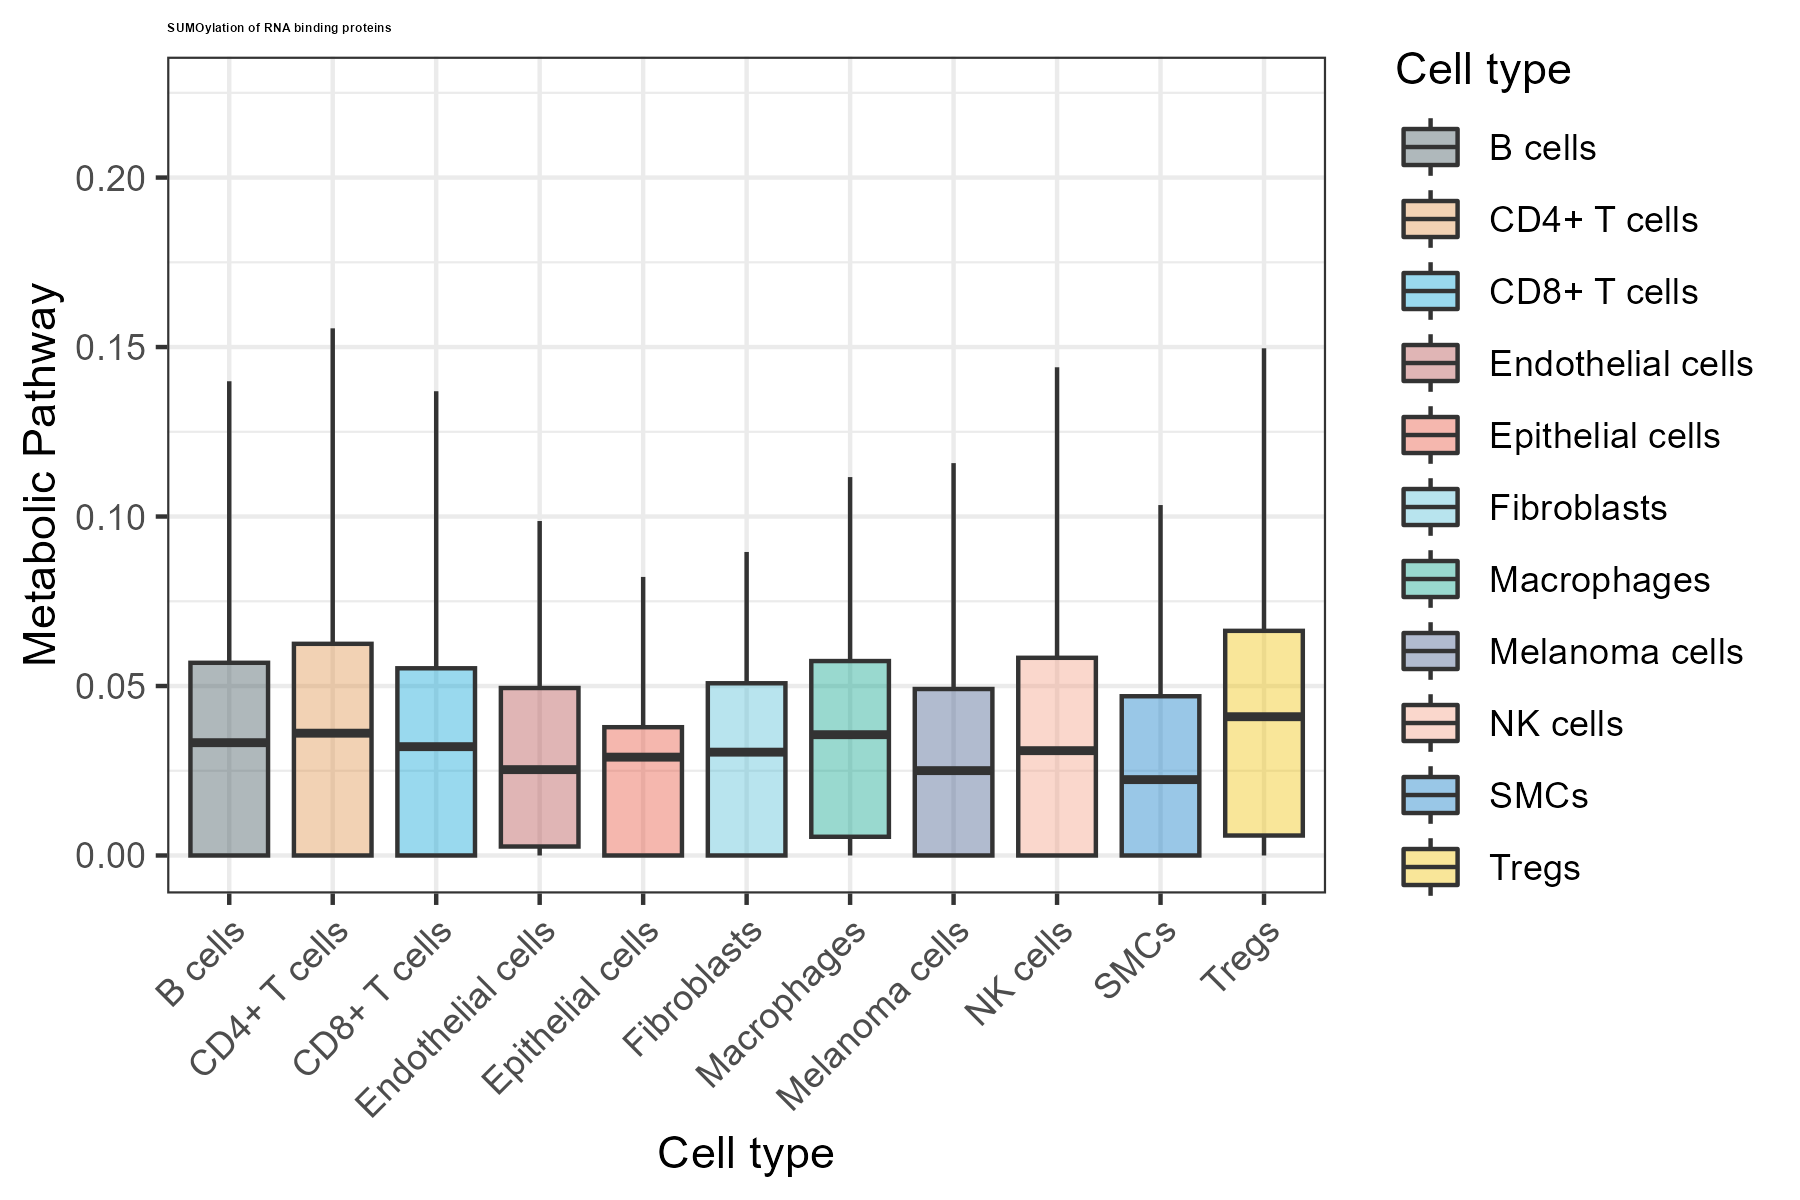 SUMOylation of RNA binding proteins
Metabolic Pathway
0.20
0.15
0.10
0.05
0.00
B cells
CD4+ T cells
CD8+ T cells
Endothelial cells
Epithelial cells
Fibroblasts
Macrophages
Melanoma cells
NK cells
SMCs
Tregs
Cell type
Cell type
B cells
CD4+ T cells
CD8+ T cells
Endothelial cells
Epithelial cells
Fibroblasts
Macrophages
Melanoma cells
NK cells
SMCs
Tregs